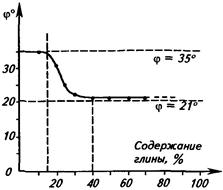 φ°
φ = 35°
30
20
φ = 21°
10
Содержание
глины, %
0
20
40
60
80
100